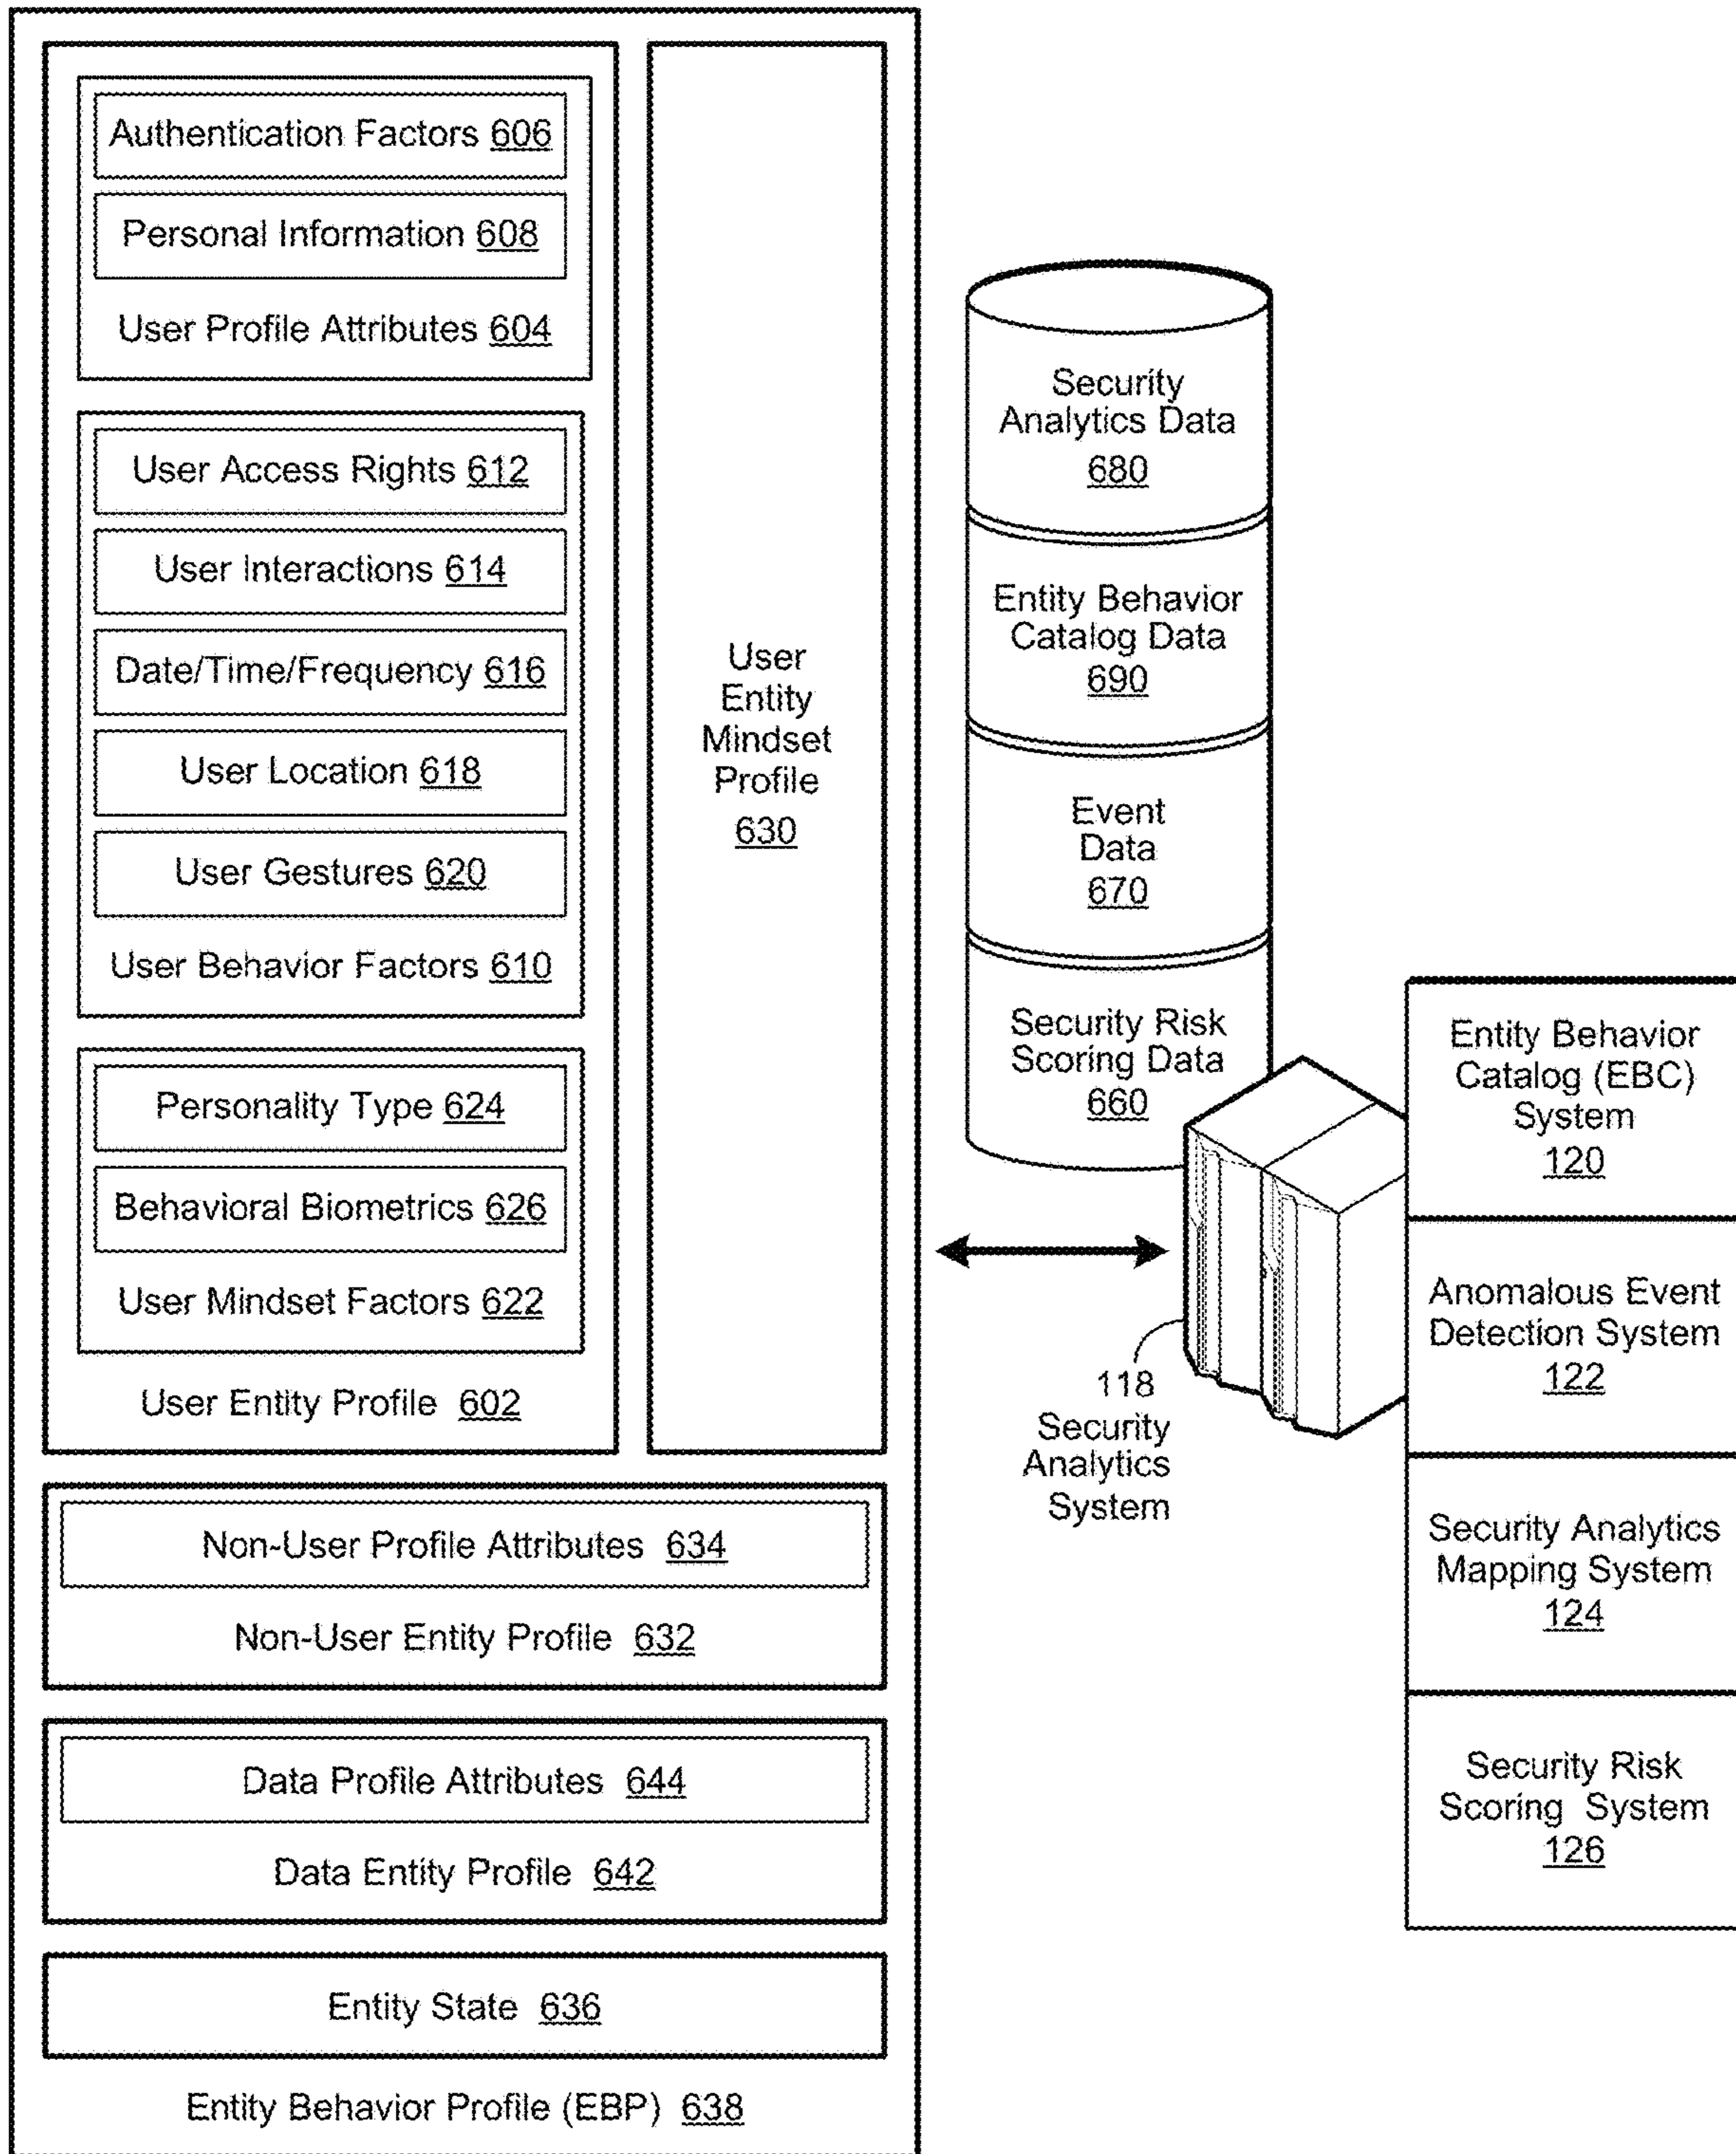 Authentication Factors 606
Personal Information 608
User Profile Attributes 604
User Access Rights 612
User Interactions 614
Date/Time/Frequency 616
User Location 618
User Gestures 620
User Behavior Factors 610
Personality Type 624
Behavioral Biometrics 626
User Mindset Factors 622
User Entity Profile 602
User
Entity
Mindset
Profile
630
Non-User Profile Attributes 634
Non-User Entity Profile 632
Data Profile Attributes 644
Data Entity Profile 642
Entity State 636
Entity Behavior Profile (EBP) 638
Security
Analytics Data
680
Entity Behavior
Catalog Data
690
Event
Data
670
Security Risk
Scoring Data
660
118
Security
Analytics
System
Entity Behavior
Catalog (EBC)
System
120
Anomalous Event
Detection System
122
Security Analytics
Mapping System
124
Security Risk
Scoring System
126